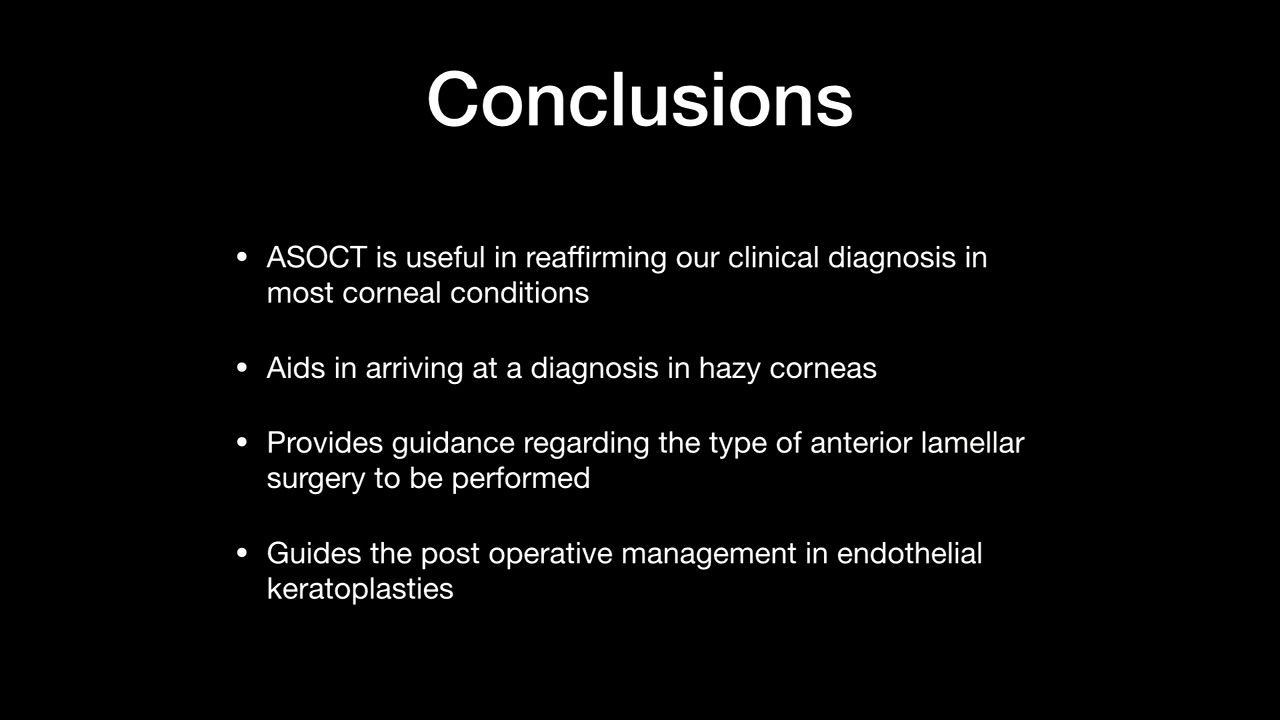 Conclusions
• ASOCT is useful in reaffirming our clinical diagnosis in
most corneal conditions
• Aids in arriving at a diagnosis in hazy corneas
• Provides guidance regarding the type of anterior lamellar
surgery to be performed
• Guides the post operative management in endothelial
keratoplasties